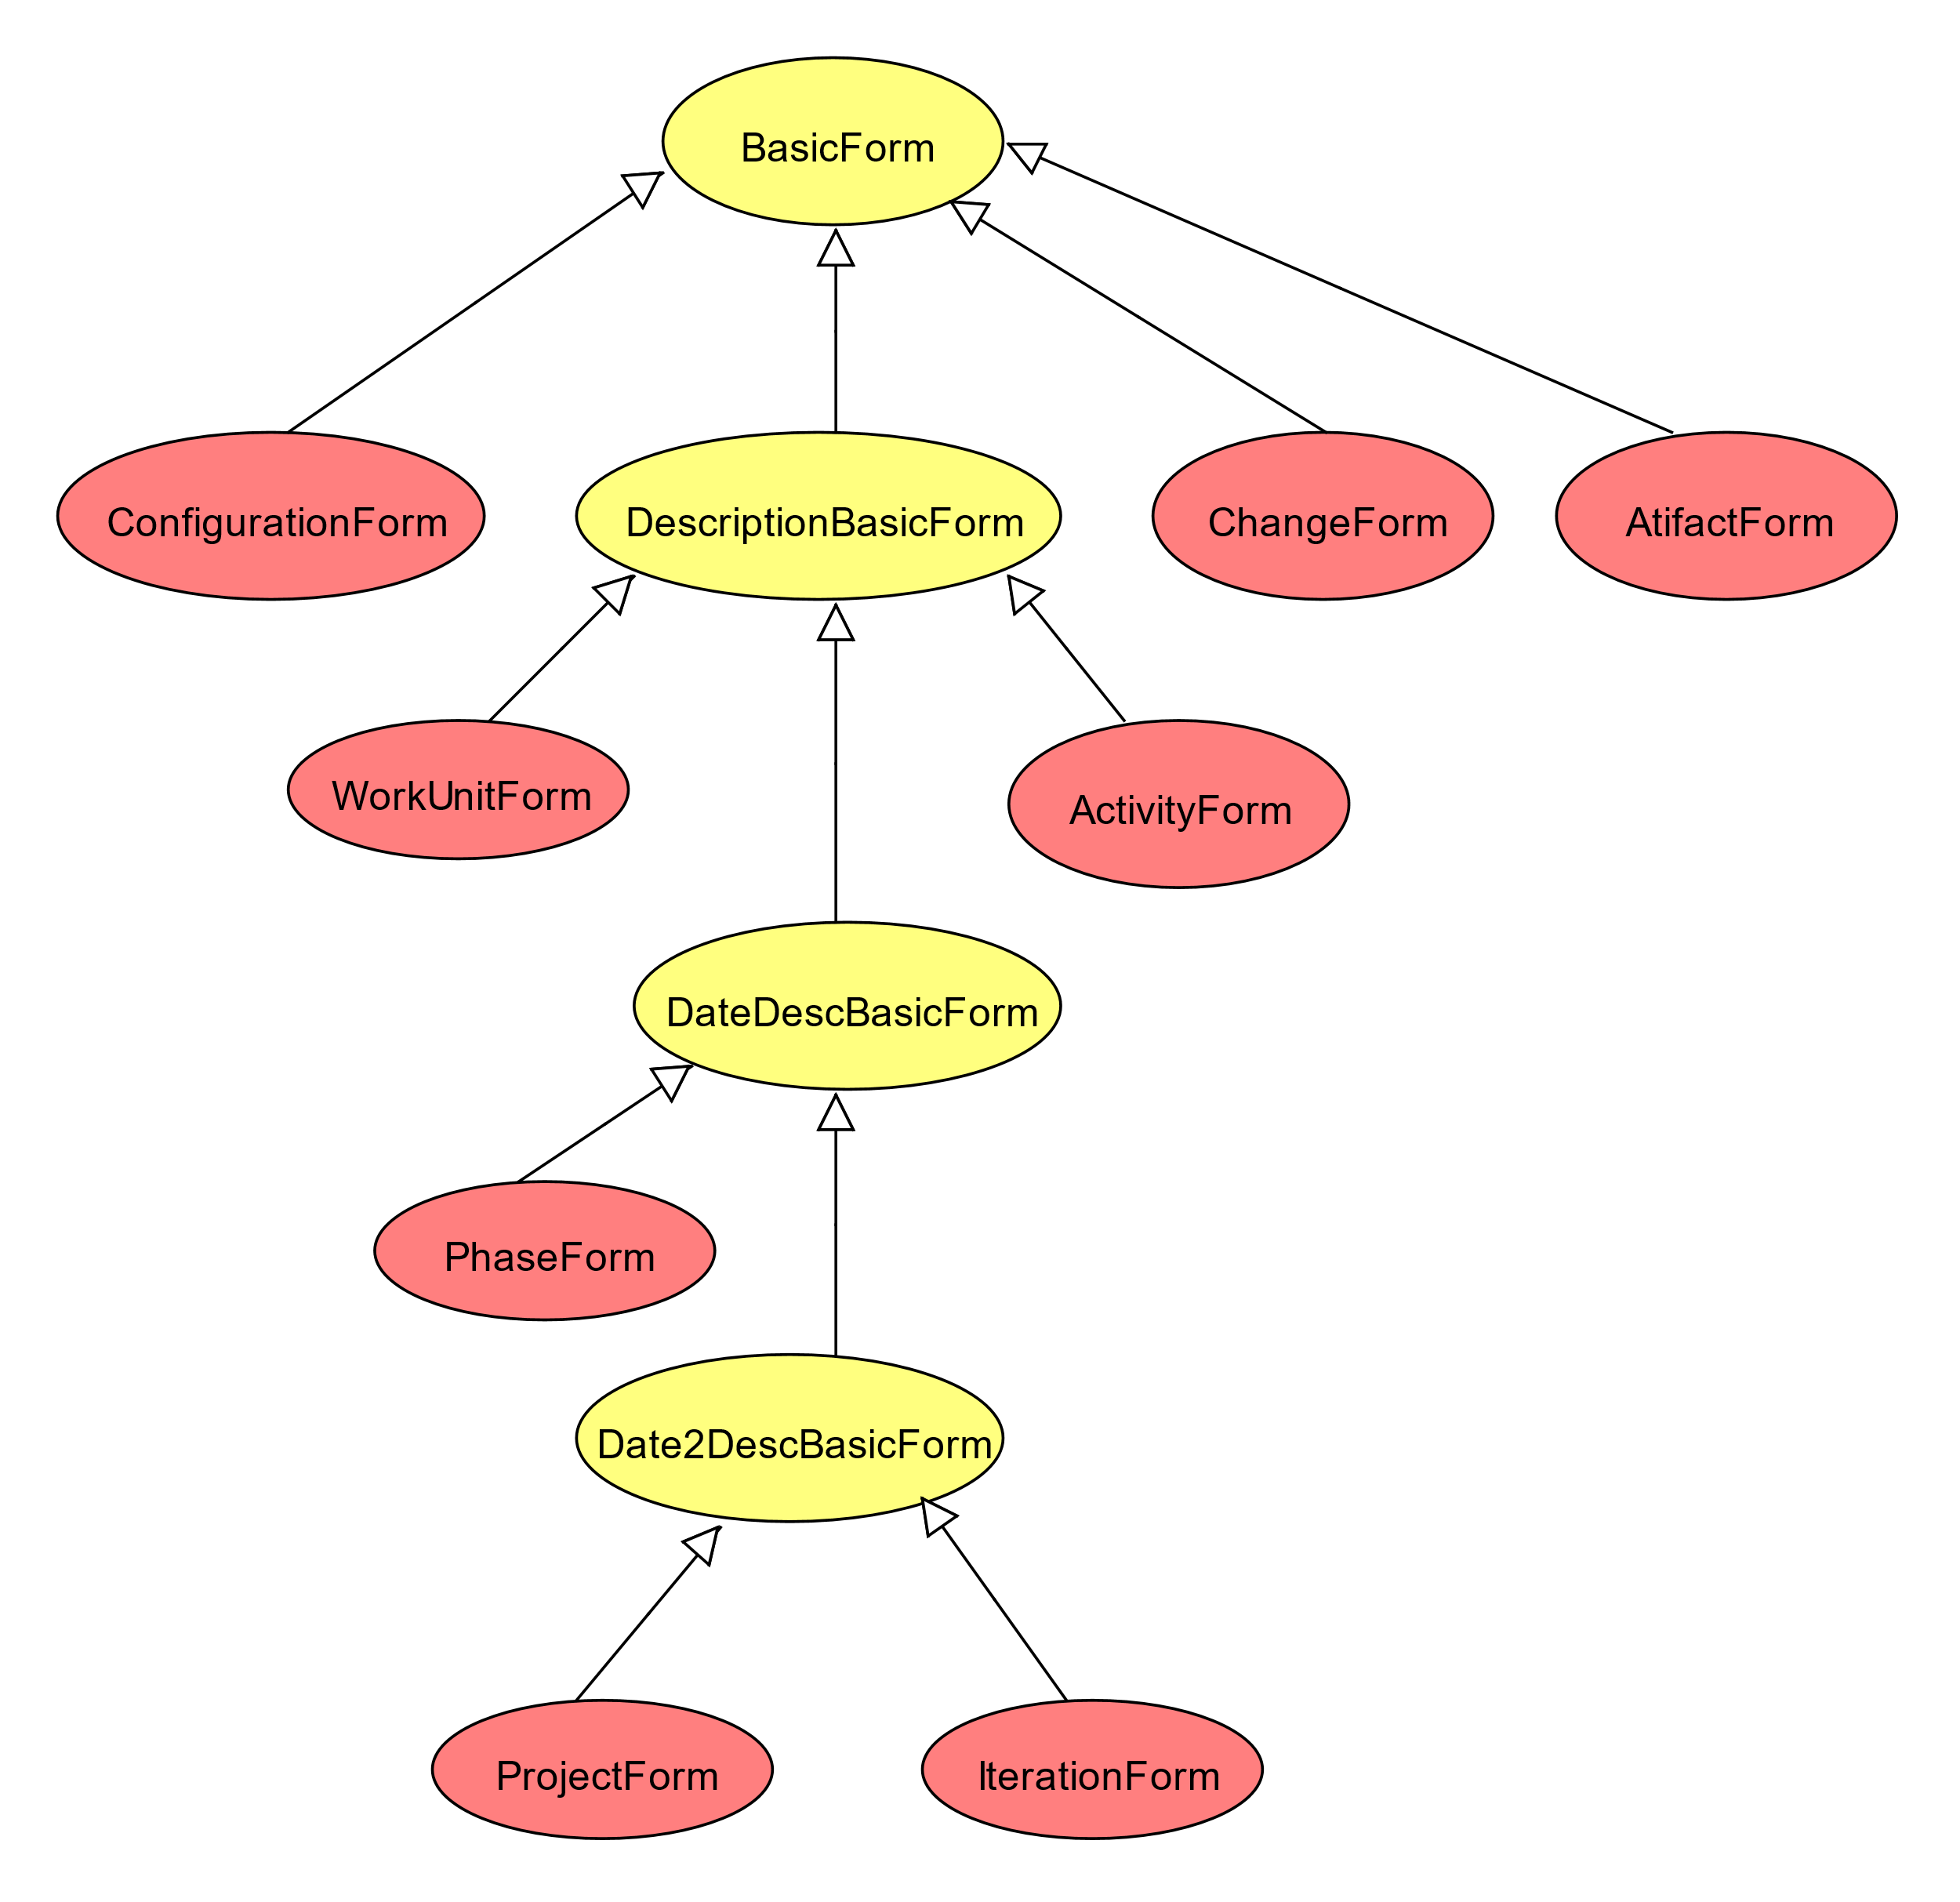 BasicForm
ConfigurationForm
DescriptionBasicForm
ChangeForm
AtifactForm
WorkUnitForm
ActivityForm
DateDescBasicForm
PhaseForm
Date2DescBasicForm
ProjectForm
IterationForm